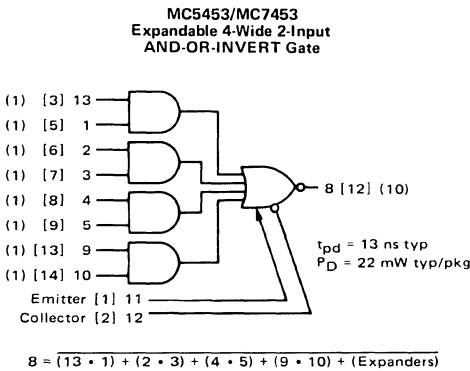 MC5453/MC7453
Expandable 4-Wide 2-Input
AND-OR-INVERT Gate
(1) [3] 13
(1) [5] 1
(1) [6] 2
(1) [7] 3
(1) [8] 4
(1) [9] 5
(1) [13] 9
(1) [14] 10
8 [12] (10)
tpd = 13 ns typ
PD = 22 mW typ/pkg
Emitter [1] 11
Collector [2] 12
8 = (13 • 1) + (2 • 3) + (4 • 5) + (9 • 10) + (Expanders)